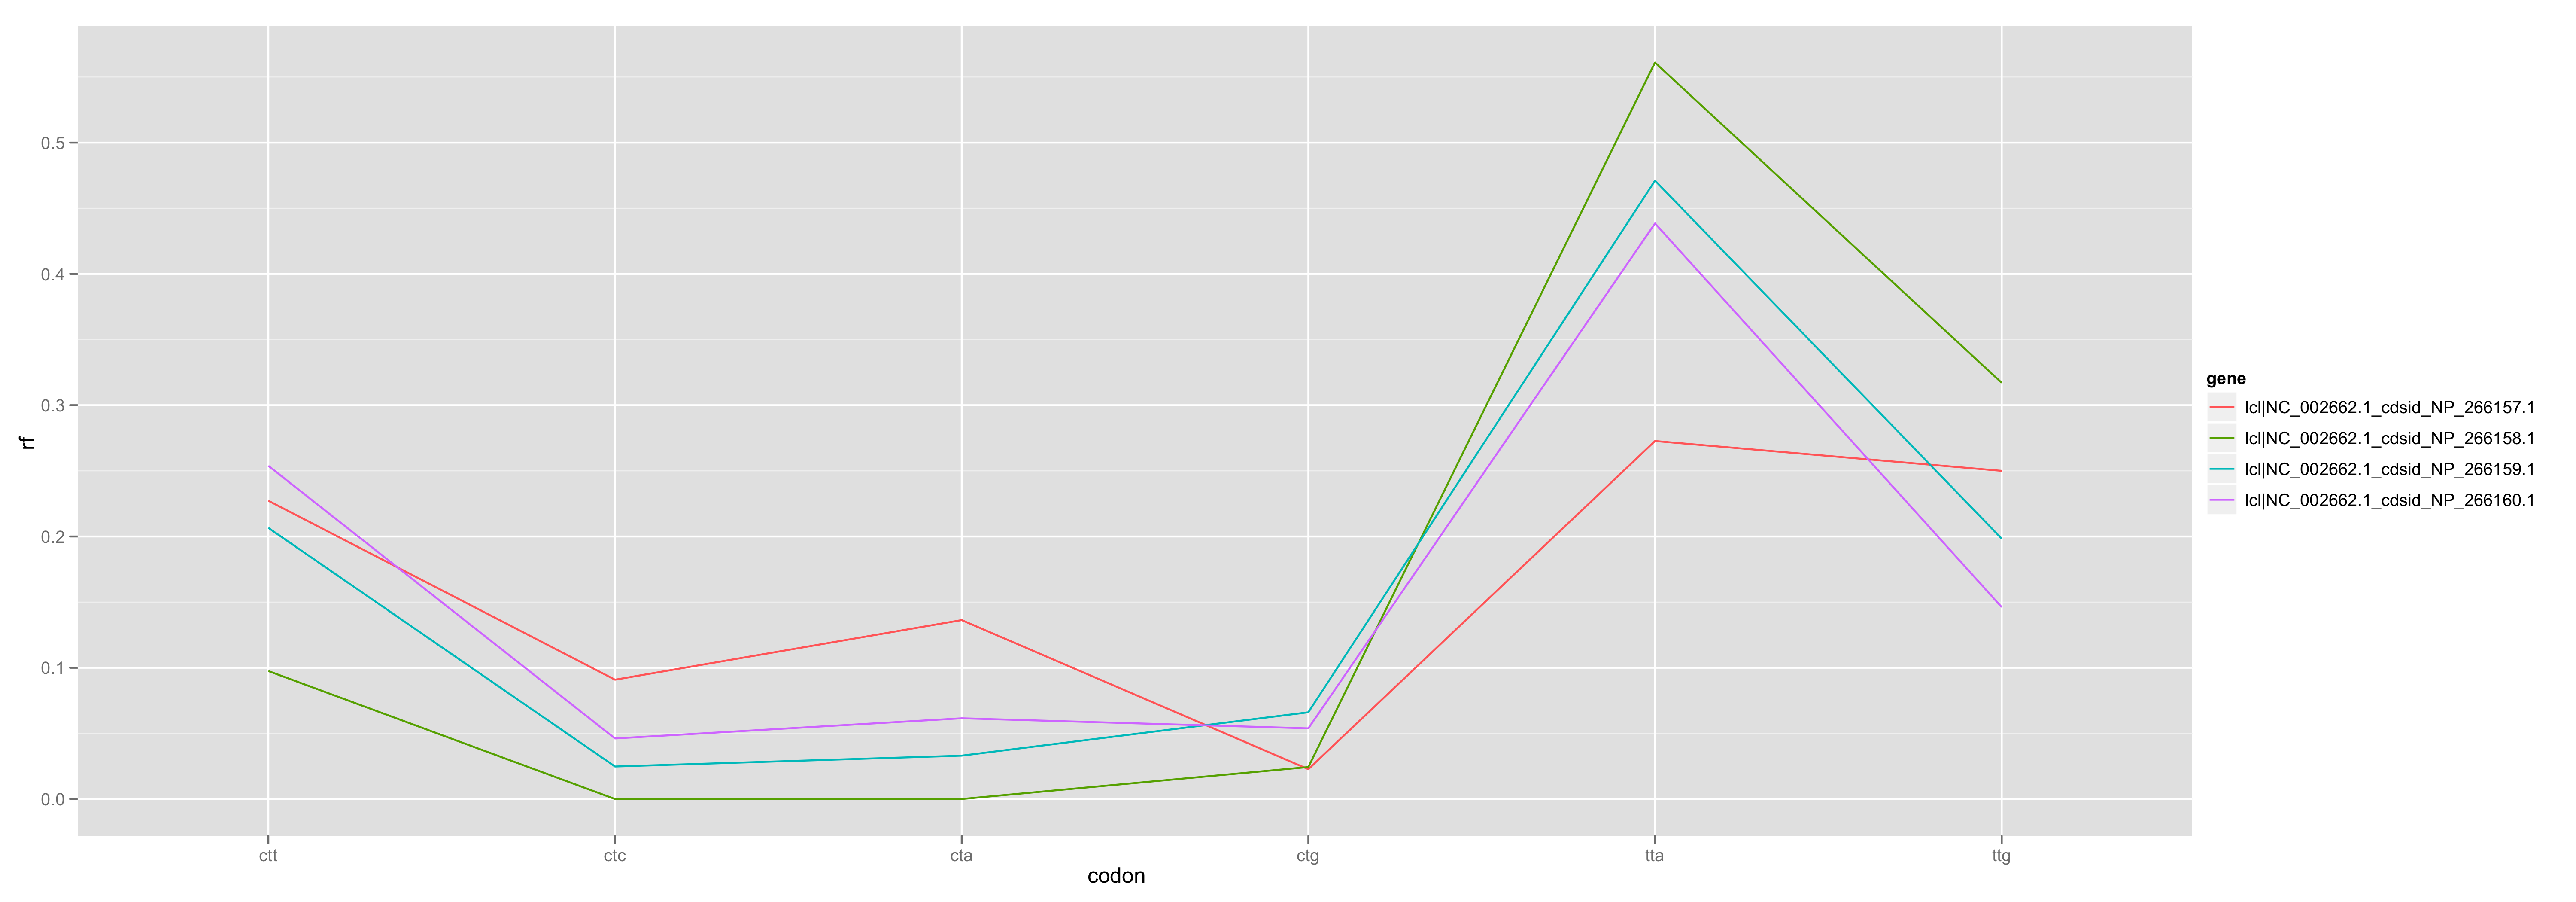 0.5
0.4
0.3
0.2
0.1
0.0
rf
ctt ctc cta ctg tta ttg
codon
gene
lcl|NC_002662.1_cdsid_NP_266157.1
lcl|NC_002662.1_cdsid_NP_266158.1
lcl|NC_002662.1_cdsid_NP_266159.1
lcl|NC_002662.1_cdsid_NP_266160.1